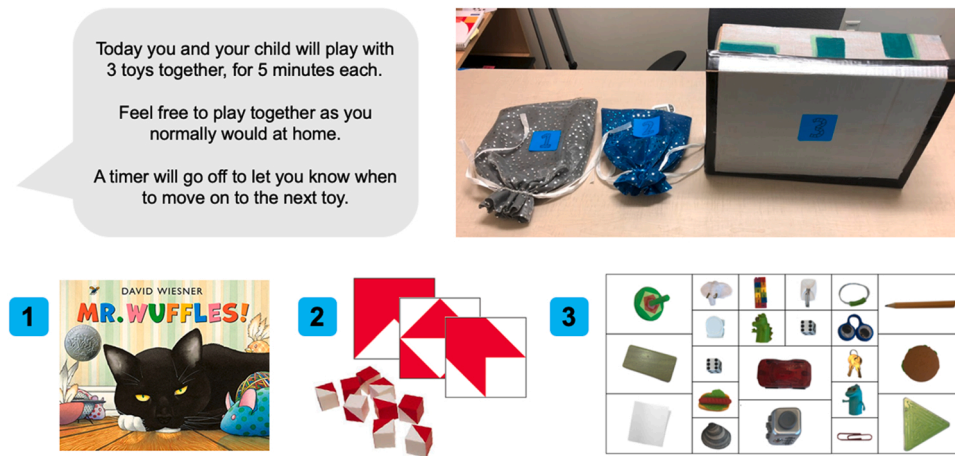 Today you and your child will play with
3 toys together, for 5 minutes each.
Feel free to play together as you
normally would at home.
A timer will go off to let you know when
to move on to the next toy.
1
2
3
1
DAVID WIESNER
MR. WUFFLES!
2
3